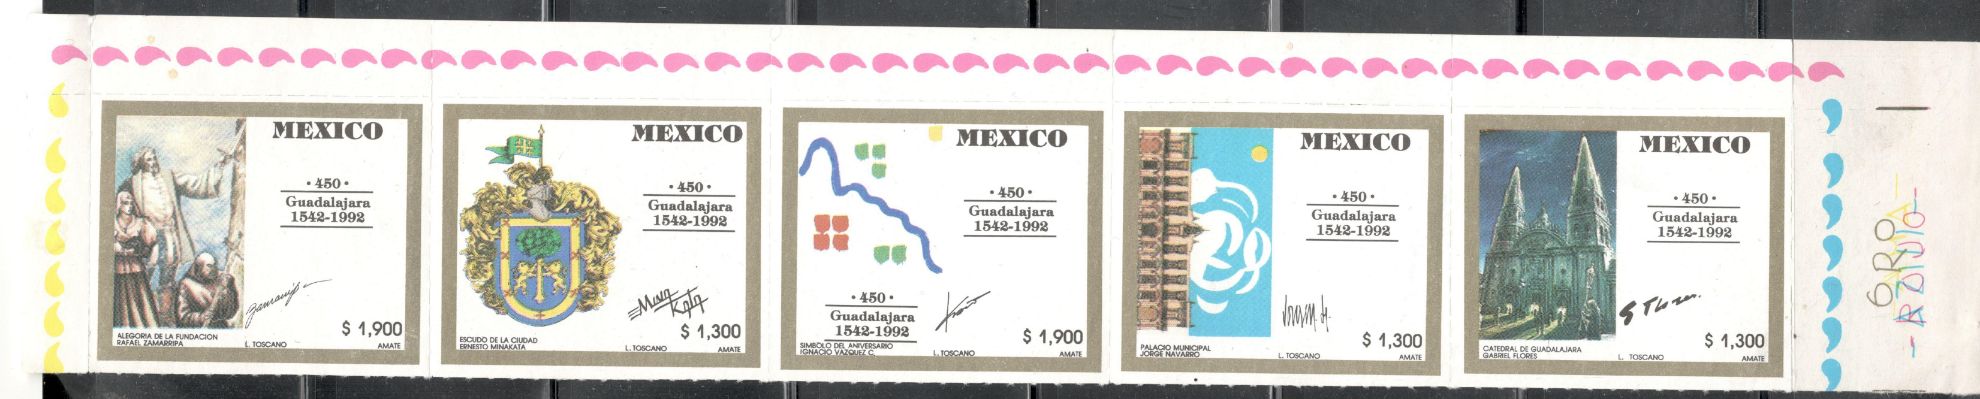 MEXICO
• 450 •
Guadalajara
1542-1992
$ 1,900
ALEGORIA DE LA FUNDACION
RAFAEL ZAMARRIPA
L. TOSCANO
MEXICO
• 450 •
Guadalajara
1542-1992
$ 1,300
ESCUDO DE LA CIUDAD
ERNESTO MINAKATA
L. TOSCANO
AMATE
MEXICO
• 450 •
Guadalajara
1542-1992
• 450 •
Guadalajara
1542-1992
$ 1,900
SIMBOLO DEL ANIVERSARIO
IGNACIO VAZQUEZ C.
L. TOSCANO
AMATE
MEXICO
• 450 •
Guadalajara
1542-1992
$ 1,300
PALACIO MUNICIPAL
JORGE NAVARRO
L. TOSCANO
AMATE
MEXICO
• 450 •
Guadalajara
1542-1992
G Flores.
$ 1,300
CATEDRAL DE GUADALAJARA
GABRIEL FLORES
L. TOSCANO
AMATE
ORO